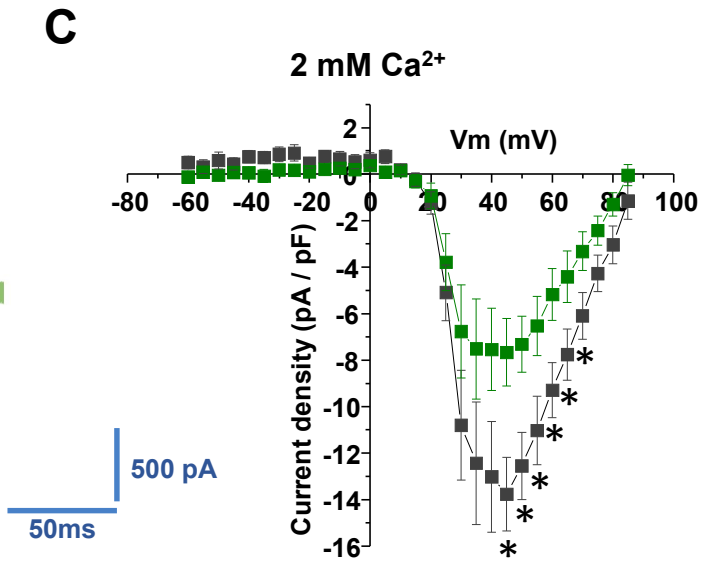 C
2 mM Ca²⁺
Vm (mV)
2
0
-80 -60 -40 -20 0 20 40 60 80 100
-2
-4
-6
-8
-10
-12
-14
-16
Current density (pA / pF)
*
*
*
*
*
*
500 pA
50ms